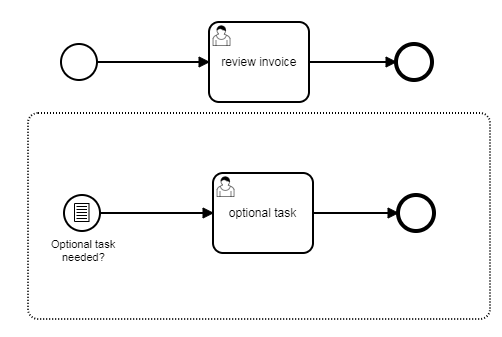 review invoice
optional task
Optional task
needed?